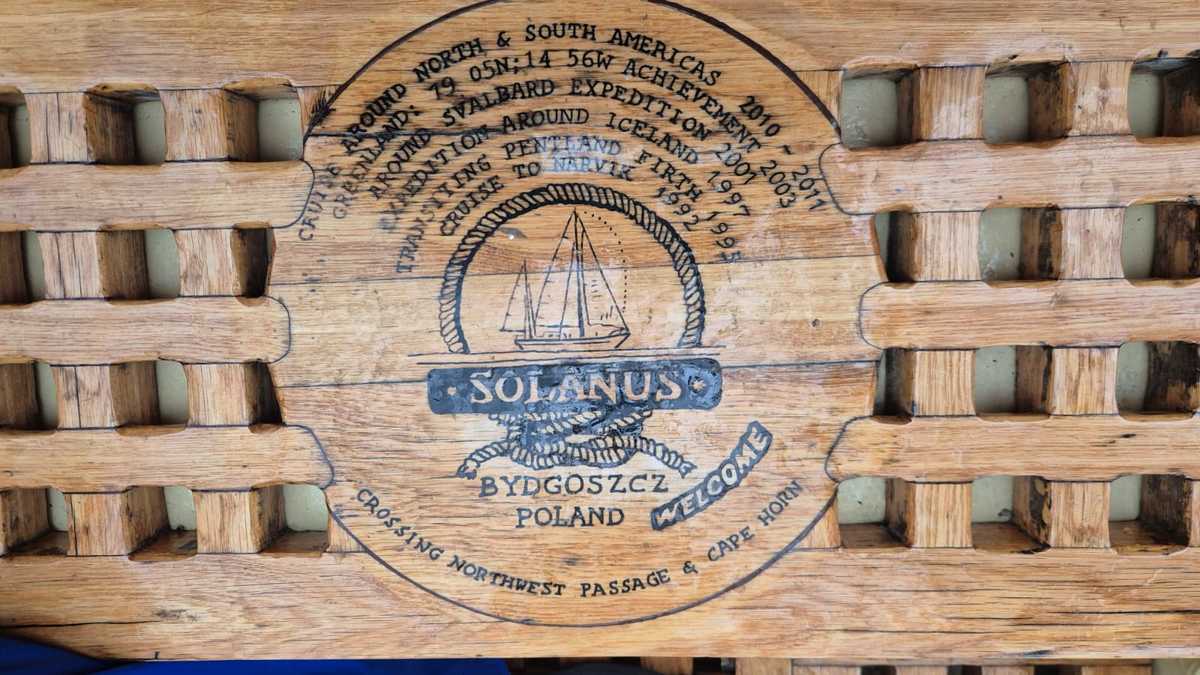 CRUISE AROUND NORTH & SOUTH AMERICAS 2010 - 2011
GREENLAND: 79 05N;14 56W ACHIEVEMENT 2003
AROUND SVALBARD EXPEDITION 2001
EXPEDITION AROUND ICELAND 1997
TRANSITING PENTLAND FIRTH 1995
CRUISE TO NARVIK 1992
· SOLANUS ·
BYDGOSZCZ
POLAND
WELCOME
CROSSING NORTHWEST PASSAGE & CAPE HORN